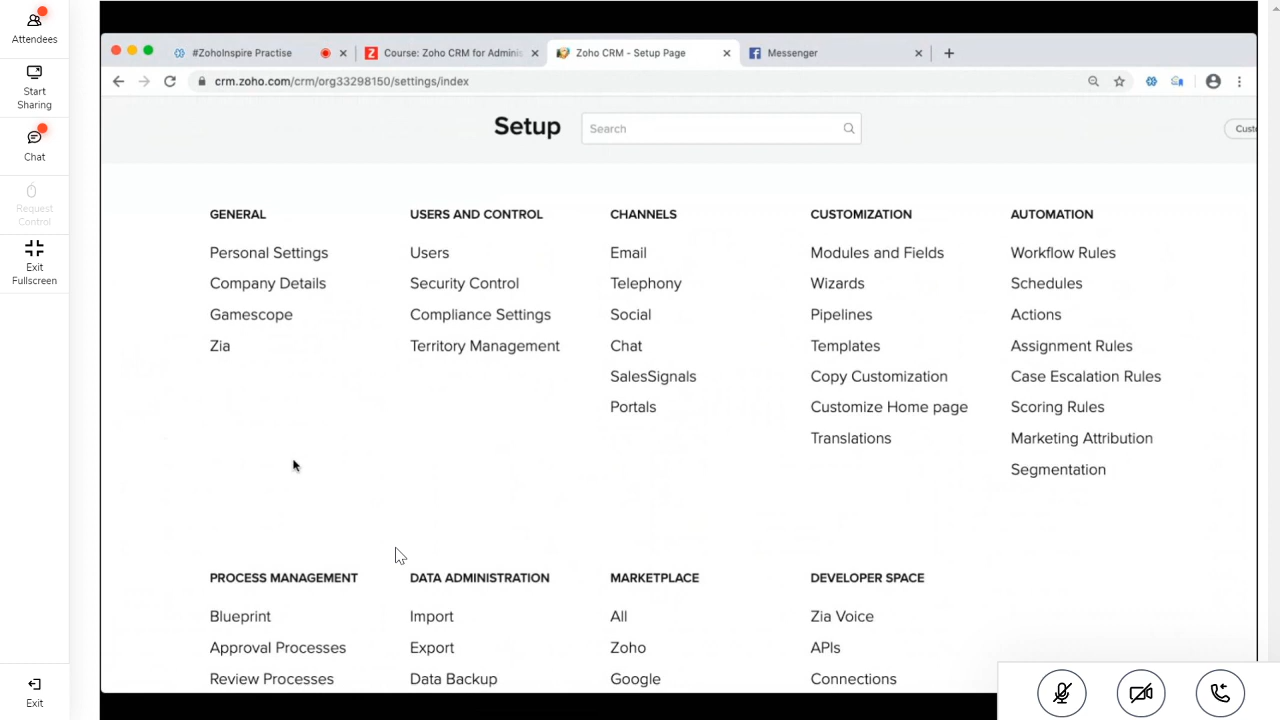 Attendees
Start
Sharing
Chat
Request
Control
Exit
Fullscreen
Exit
#ZohoInspire Practise
Course: Zoho CRM for Adminis
Zoho CRM - Setup Page
Messenger
crm.zoho.com/crm/org33298150/settings/index
Setup
Search
Custo
GENERAL
Personal Settings
Company Details
Gamescope
Zia
USERS AND CONTROL
Users
Security Control
Compliance Settings
Territory Management
CHANNELS
Email
Telephony
Social
Chat
SalesSignals
Portals
CUSTOMIZATION
Modules and Fields
Wizards
Pipelines
Templates
Copy Customization
Customize Home page
Translations
AUTOMATION
Workflow Rules
Schedules
Actions
Assignment Rules
Case Escalation Rules
Scoring Rules
Marketing Attribution
Segmentation
PROCESS MANAGEMENT
Blueprint
Approval Processes
Review Processes
DATA ADMINISTRATION
Import
Export
Data Backup
MARKETPLACE
All
Zoho
Google
DEVELOPER SPACE
Zia Voice
APIs
Connections